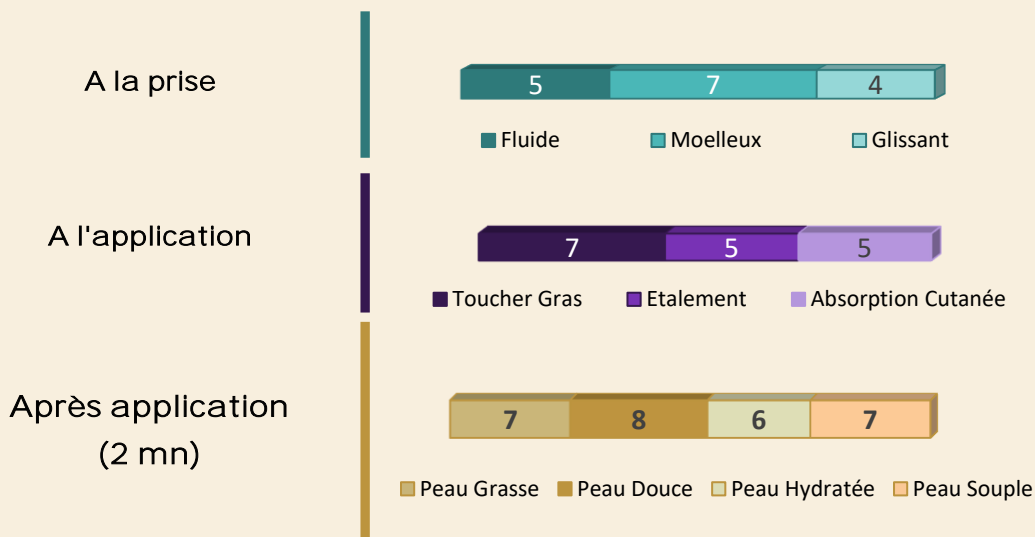 A la prise
5 7 4
Fluide Moelleux Glissant
A l'application
7 5 5
Toucher Gras Etalement Absorption Cutanée
Après application
(2 mn)
7 8 6 7
Peau Grasse Peau Douce Peau Hydratée Peau Souple